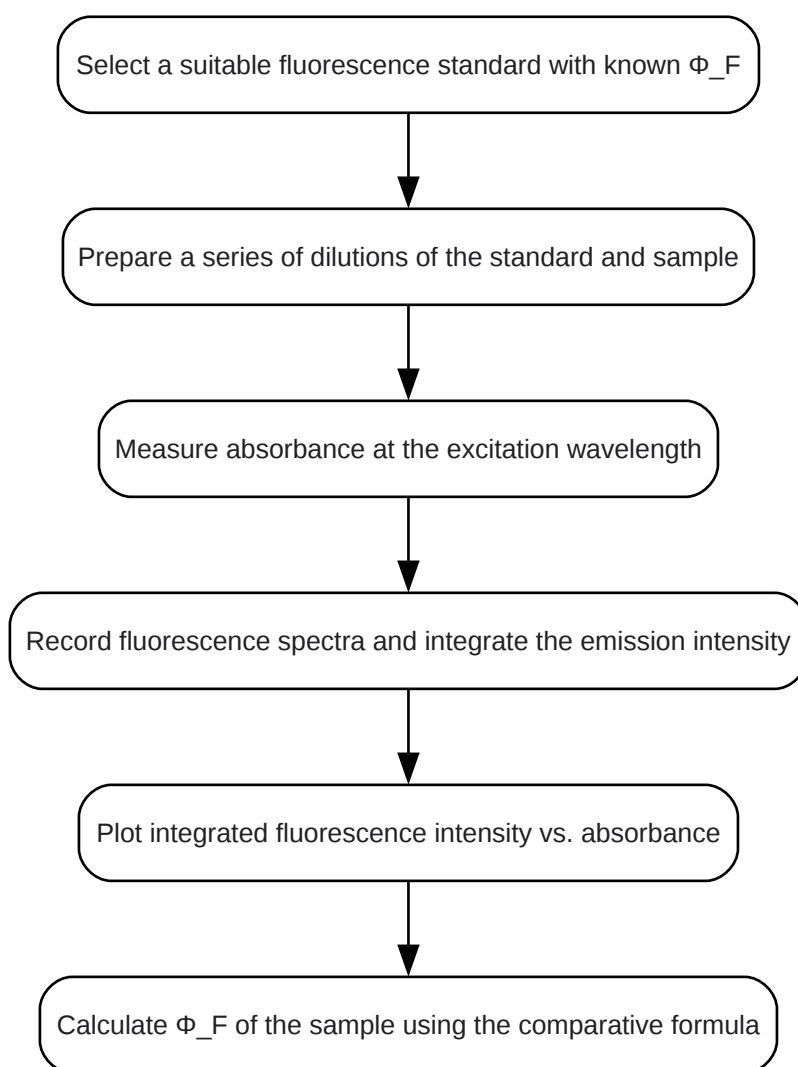 Select a suitable fluorescence standard with known Φ_F
Prepare a series of dilutions of the standard and sample
Measure absorbance at the excitation wavelength
Record fluorescence spectra and integrate the emission intensity
Plot integrated fluorescence intensity vs. absorbance
Calculate Φ_F of the sample using the comparative formula